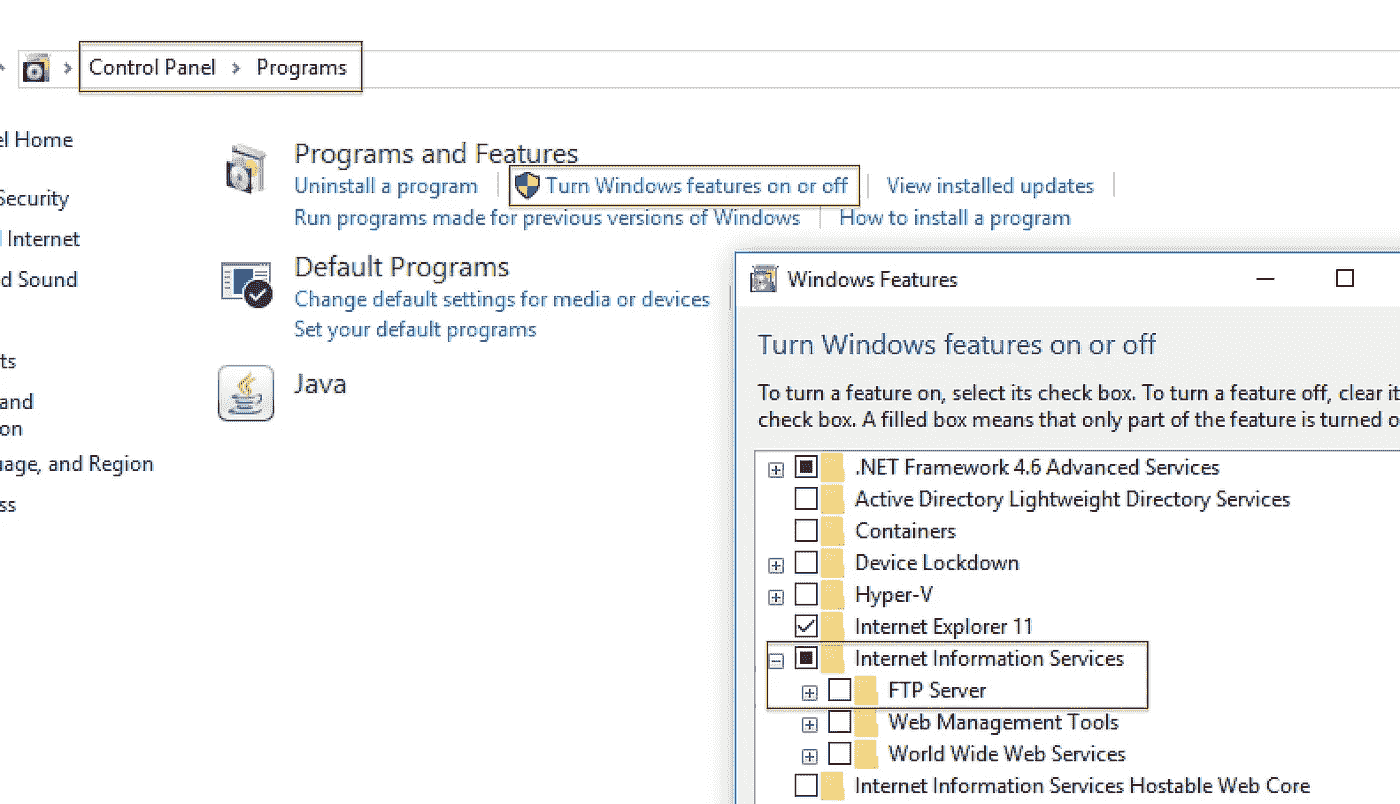 Control Panel > Programs
el Home
Security
Internet
d Sound
ts
and
on
uage, and Region
ss
Programs and Features
Uninstall a program
Turn Windows features on or off
View installed updates
Run programs made for previous versions of Windows
How to install a program
Default Programs
Change default settings for media or devices
Set your default programs
Java
Windows Features
Turn Windows features on or off
To turn a feature on, select its check box. To turn a feature off, clear it
check box. A filled box means that only part of the feature is turned o
.NET Framework 4.6 Advanced Services
Active Directory Lightweight Directory Services
Containers
Device Lockdown
Hyper-V
Internet Explorer 11
Internet Information Services
FTP Server
Web Management Tools
World Wide Web Services
Internet Information Services Hostable Web Core